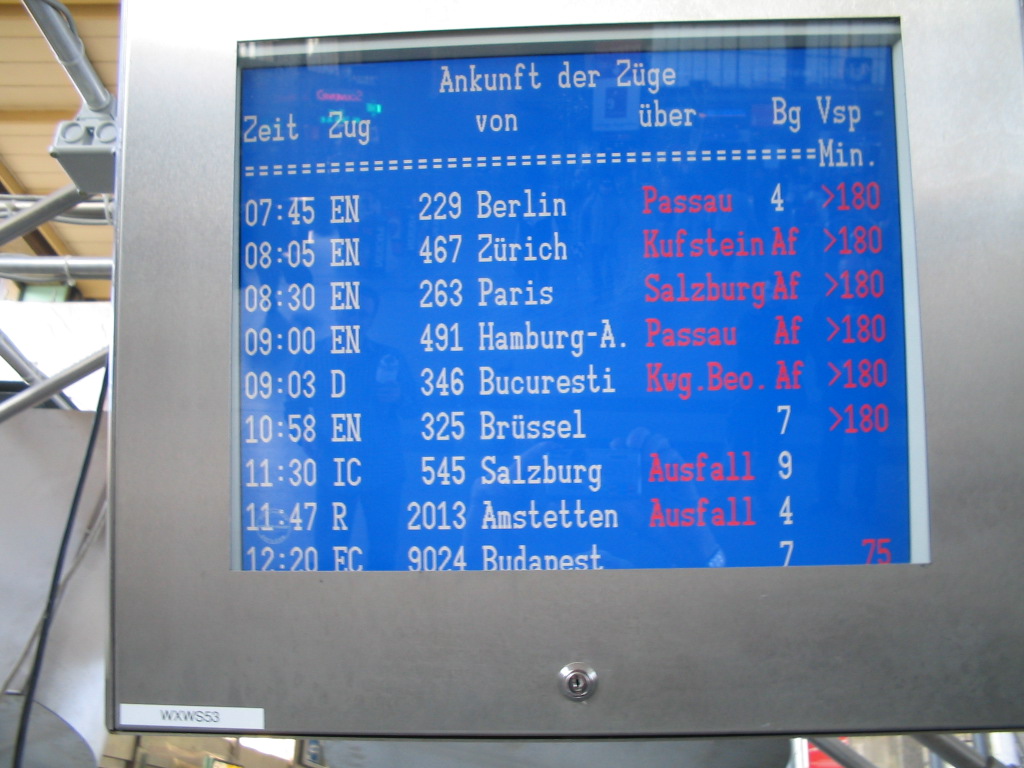 Ankunft der Züge
Zeit Zug von über Bg Vsp
=============================================Min.
07:45 EN 229 Berlin Passau 4 >180
08:05 EN 467 Zürich Kufstein Af >180
08:30 EN 263 Paris Salzburg Af >180
09:00 EN 491 Hamburg-A. Passau Af >180
09:03 D 346 Bucuresti Kwg.Beo. Af >180
10:58 EN 325 Brüssel 7 >180
11:30 IC 545 Salzburg Ausfall 9
11:47 R 2013 Amstetten Ausfall 4
12:20 EC 9024 Budapest 7 75
WXWS53